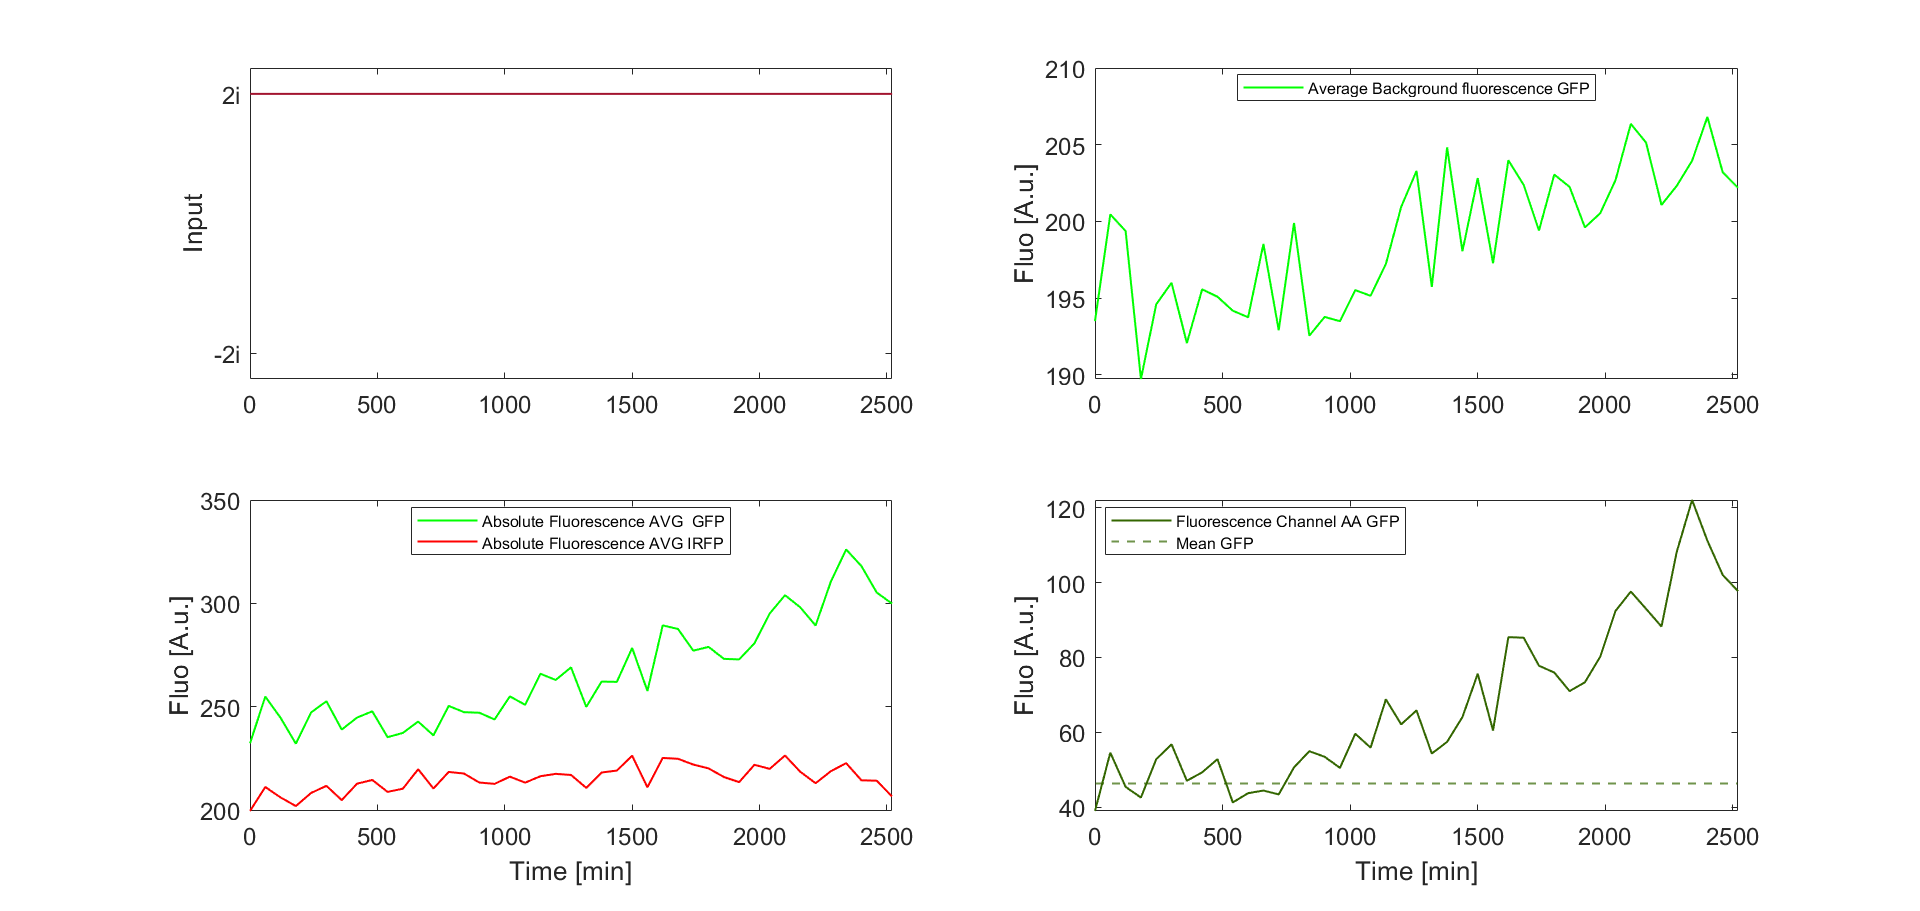 2i
-2i
Input
0 500 1000 1500 2000 2500
Average Background fluorescence GFP
210
205
200
195
190
Fluo [A.u.]
0 500 1000 1500 2000 2500
Absolute Fluorescence AVG  GFP
Absolute Fluorescence AVG IRFP
350
300
250
200
Fluo [A.u.]
0 500 1000 1500 2000 2500
Time [min]
Fluorescence Channel AA GFP
Mean GFP
120
100
80
60
40
Fluo [A.u.]
0 500 1000 1500 2000 2500
Time [min]